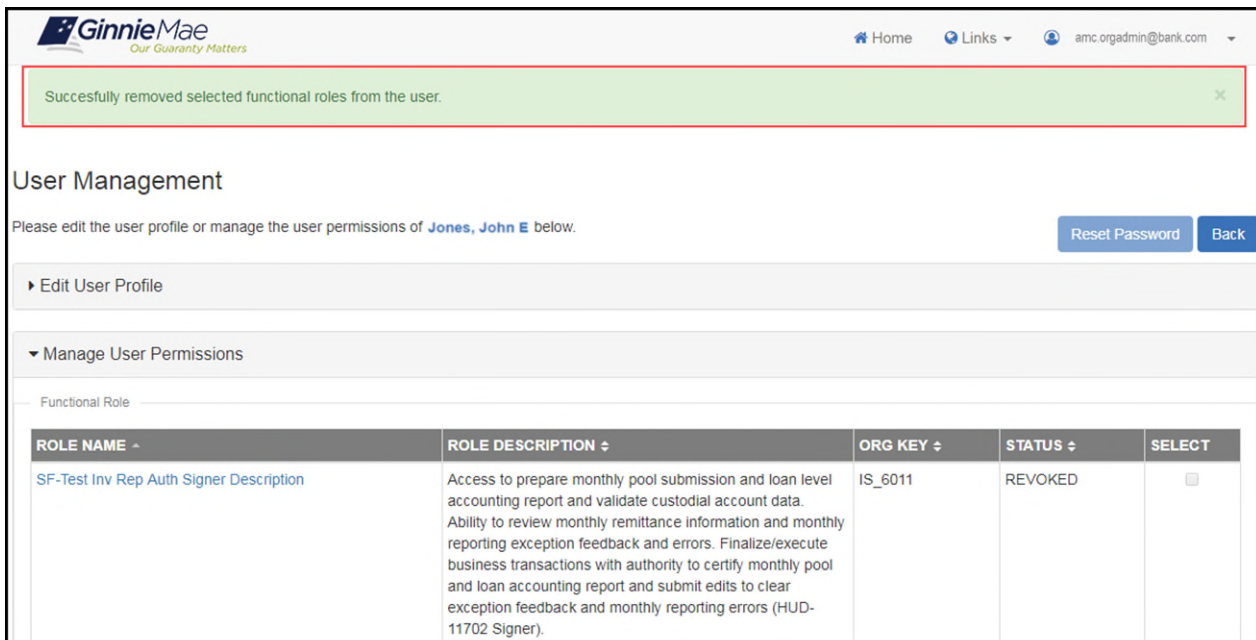 GinnieMae
Our Guaranty Matters
Home Links amc.orgadmin@bank.com
Succesfully removed selected functional roles from the user. ×
User Management
Please edit the user profile or manage the user permissions of Jones, John E below.
Reset Password Back
Edit User Profile
Manage User Permissions
Functional Role
ROLE NAME ROLE DESCRIPTION ORG KEY STATUS SELECT
SF-Test Inv Rep Auth Signer Description Access to prepare monthly pool submission and loan level IS_6011 REVOKED
accounting report and validate custodial account data.
Ability to review monthly remittance information and monthly
reporting exception feedback and errors. Finalize/execute
business transactions with authority to certify monthly pool
and loan accounting report and submit edits to clear
exception feedback and monthly reporting errors (HUD-
11702 Signer).